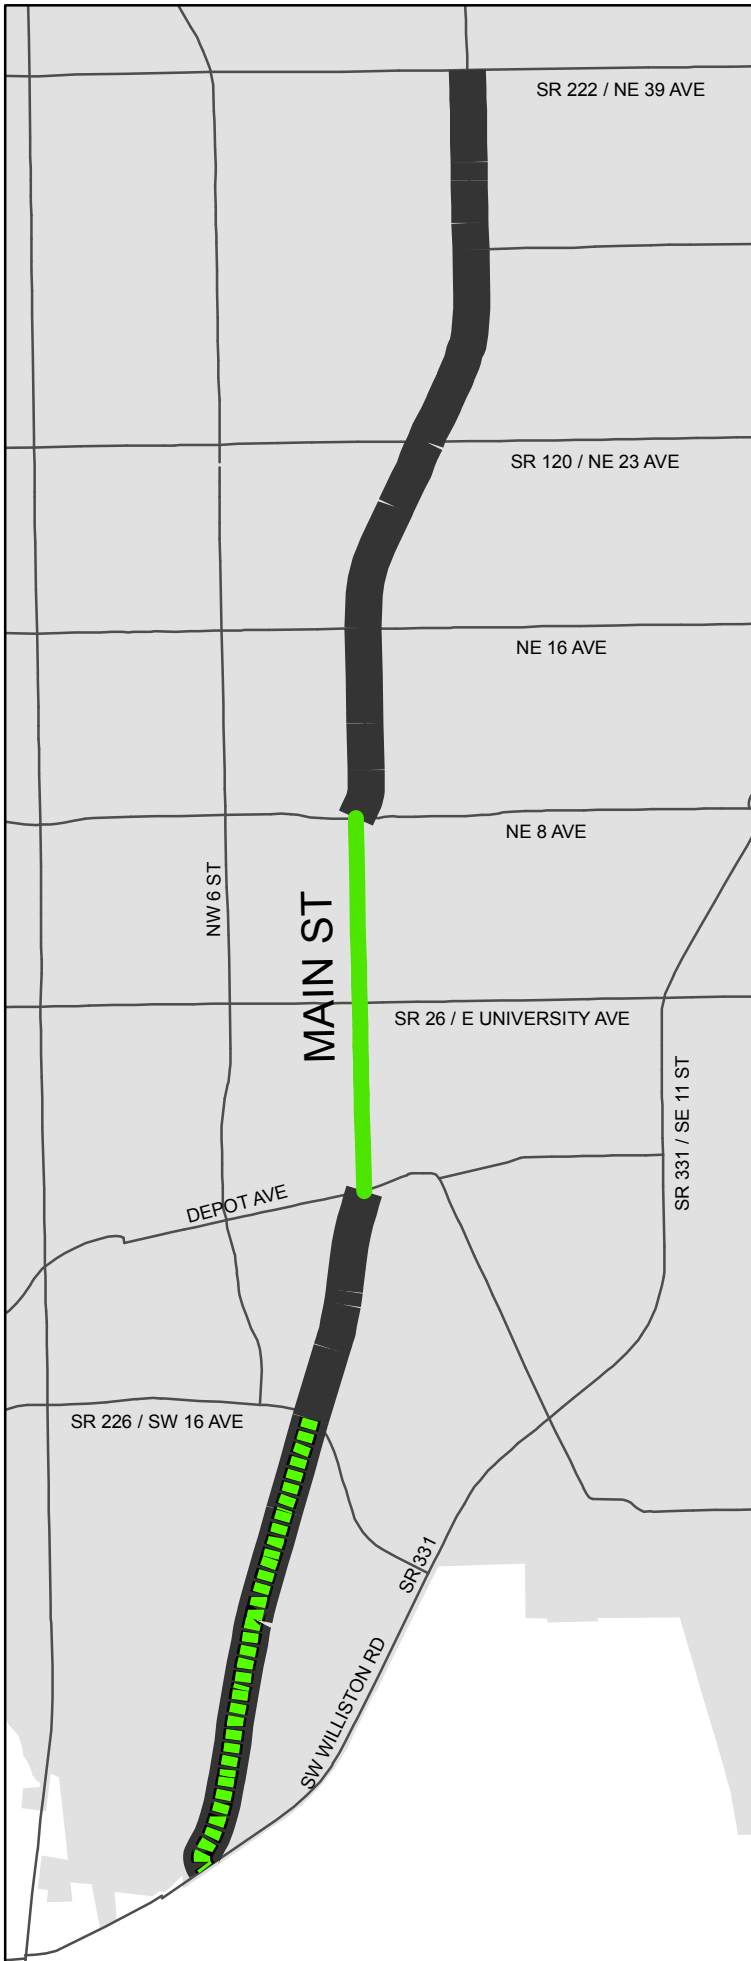 SR 222 / NE 39 AVE
SR 120 / NE 23 AVE
NE 16 AVE
NE 8 AVE
NW 6 ST
MAIN ST
SR 26 / E UNIVERSITY AVE
SR 331 / SE 11 ST
DEPOT AVE
SR 226 / SW 16 AVE
SR 331
SW WILLISTON RD